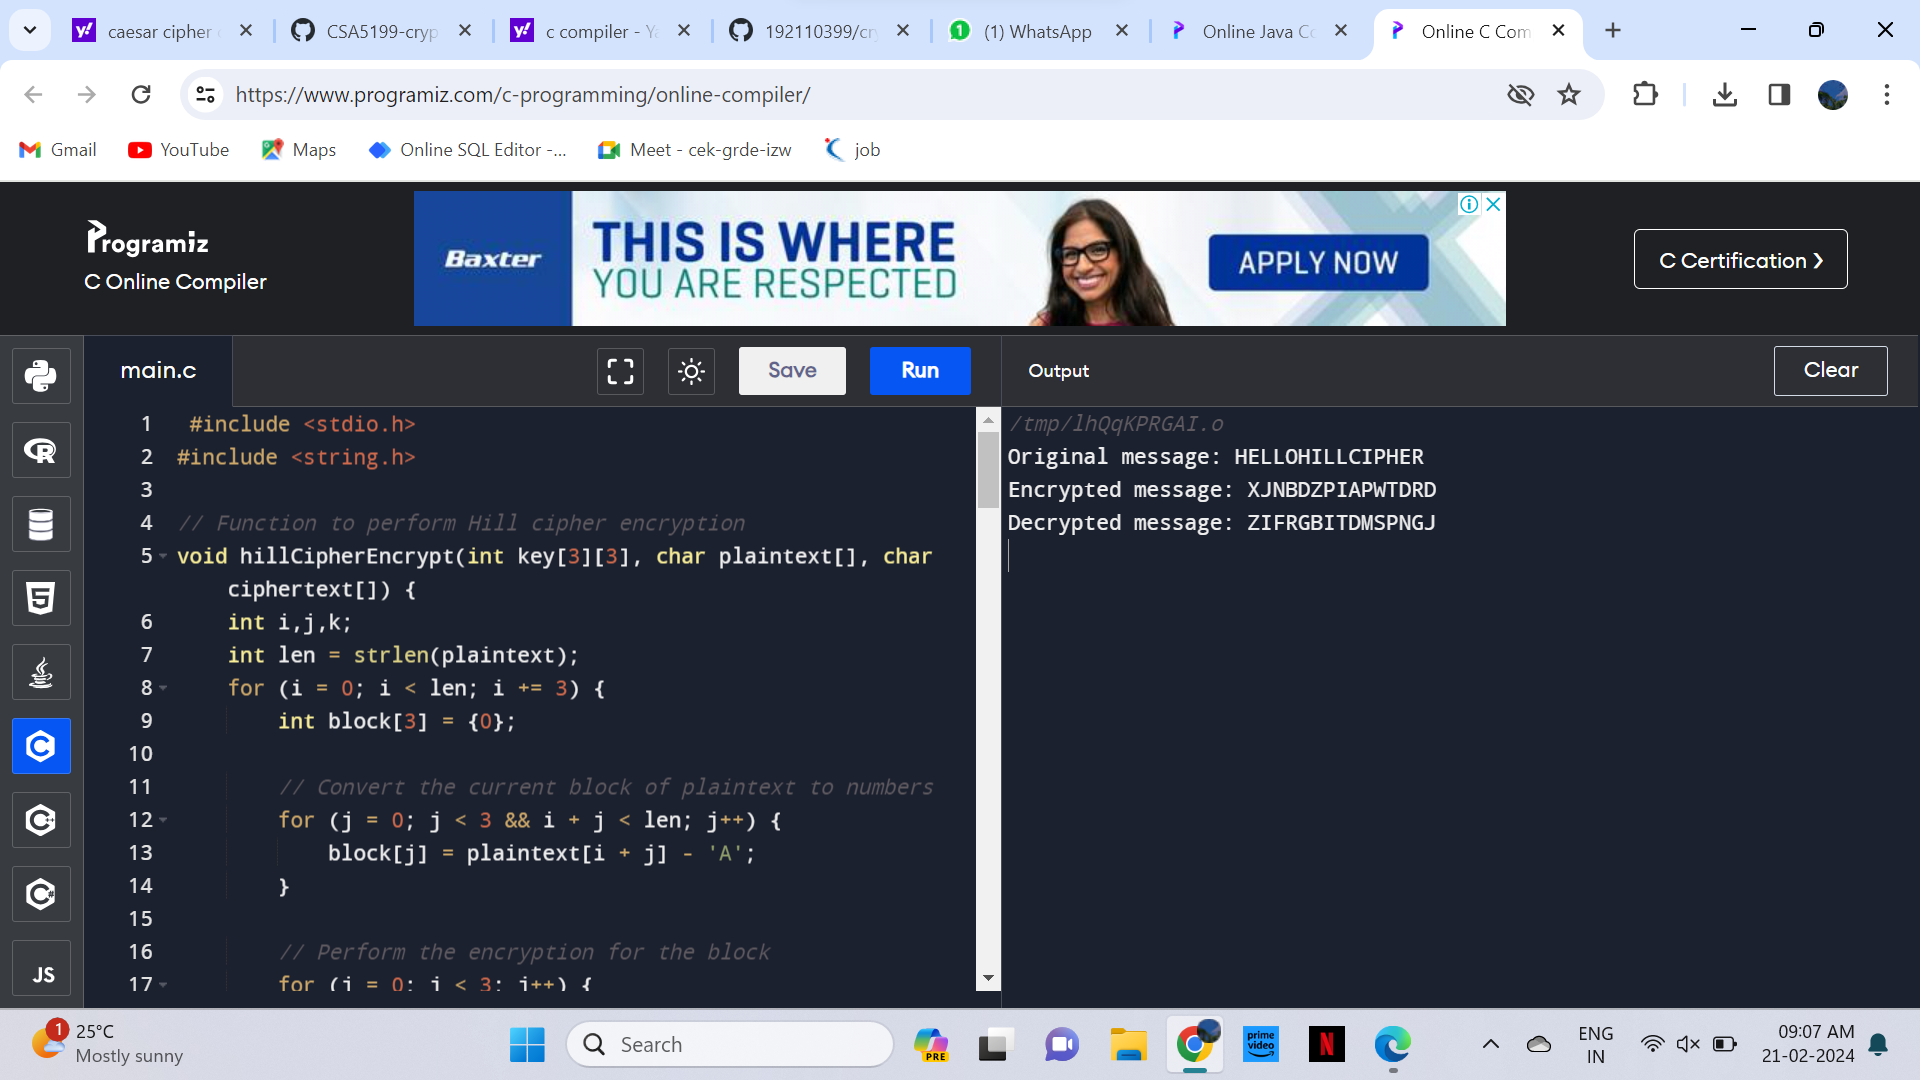 caesar cipher
CSA5199-cryp
c compiler - Ya
192110399/cry
(1) WhatsApp
Online Java Co
Online C Com
https://www.programiz.com/c-programming/online-compiler/
Gmail
YouTube
Maps
Online SQL Editor -...
Meet - cek-grde-izw
job
Programiz
C Online Compiler
Baxter
THIS IS WHERE
YOU ARE RESPECTED
APPLY NOW
C Certification ❯
main.c
Save
Run
Output
Clear
1 #include <stdio.h>
2 #include <string.h>
3
4 // Function to perform Hill cipher encryption
5 void hillCipherEncrypt(int key[3][3], char plaintext[], char
ciphertext[]) {
6 int i,j,k;
7 int len = strlen(plaintext);
8 for (i = 0; i < len; i += 3) {
9 int block[3] = {0};
10
11 // Convert the current block of plaintext to numbers
12 for (j = 0; j < 3 && i + j < len; j++) {
13 block[j] = plaintext[i + j] - 'A';
14 }
15
16 // Perform the encryption for the block
17 for (j = 0; j < 3; j++) {
/tmp/lhQqKPRGAI.o
Original message: HELLOHILLCIPHER
Encrypted message: XJNBDZPIAPWTDRD
Decrypted message: ZIFRGBITDMSPNGJ
JS
1
25°C
Mostly sunny
Search
PRE
prime
video
N
ENG
IN
09:07 AM
21-02-2024